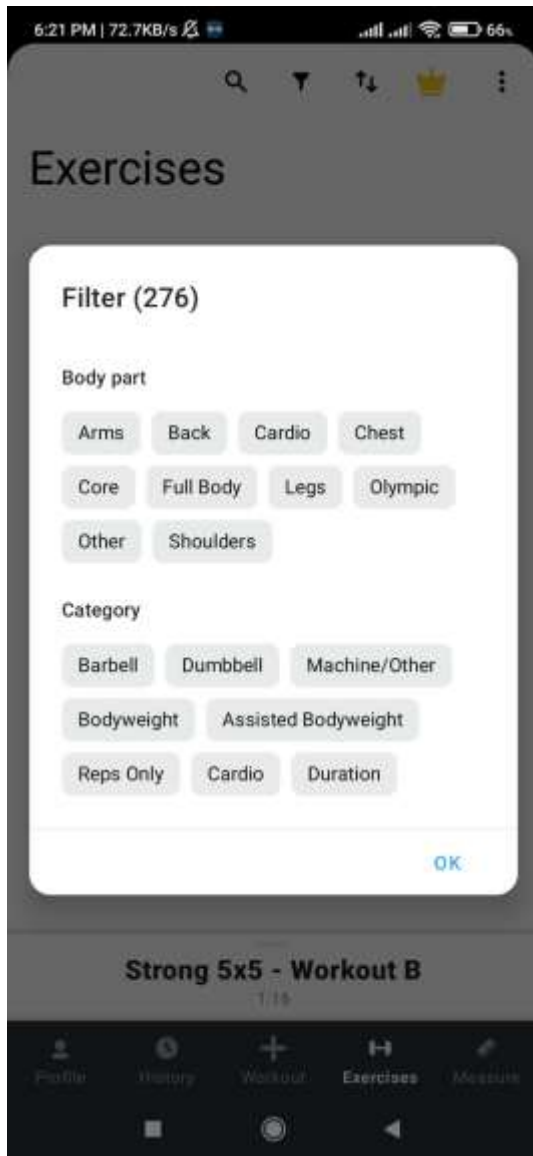 6:21 PM | 72.7KB/s 66%
Exercises
Filter (276)
Body part
Arms Back Cardio Chest
Core Full Body Legs Olympic
Other Shoulders
Category
Barbell Dumbbell Machine/Other
Bodyweight Assisted Bodyweight
Reps Only Cardio Duration
OK
Strong 5x5 - Workout B
1:16
Profile History Workout Exercises Measure